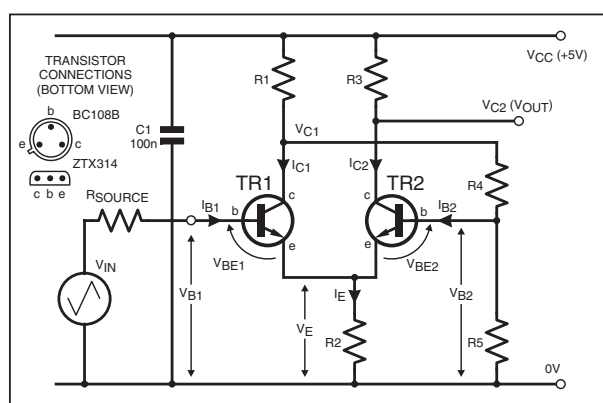 TRANSISTOR
CONNECTIONS
(BOTTOM VIEW)
b
BC108B
e
c
ZTX314
c b e
C1
100n
R1
R3
VCC (+5V)
VC2 (VOUT)
VC1
IC1
IC2
R4
RSOURCE
IB1
TR1
TR2
IB2
c
c
b
b
e
e
VIN
VB1
VBE1
VBE2
VB2
IE
VE
R2
R5
0V